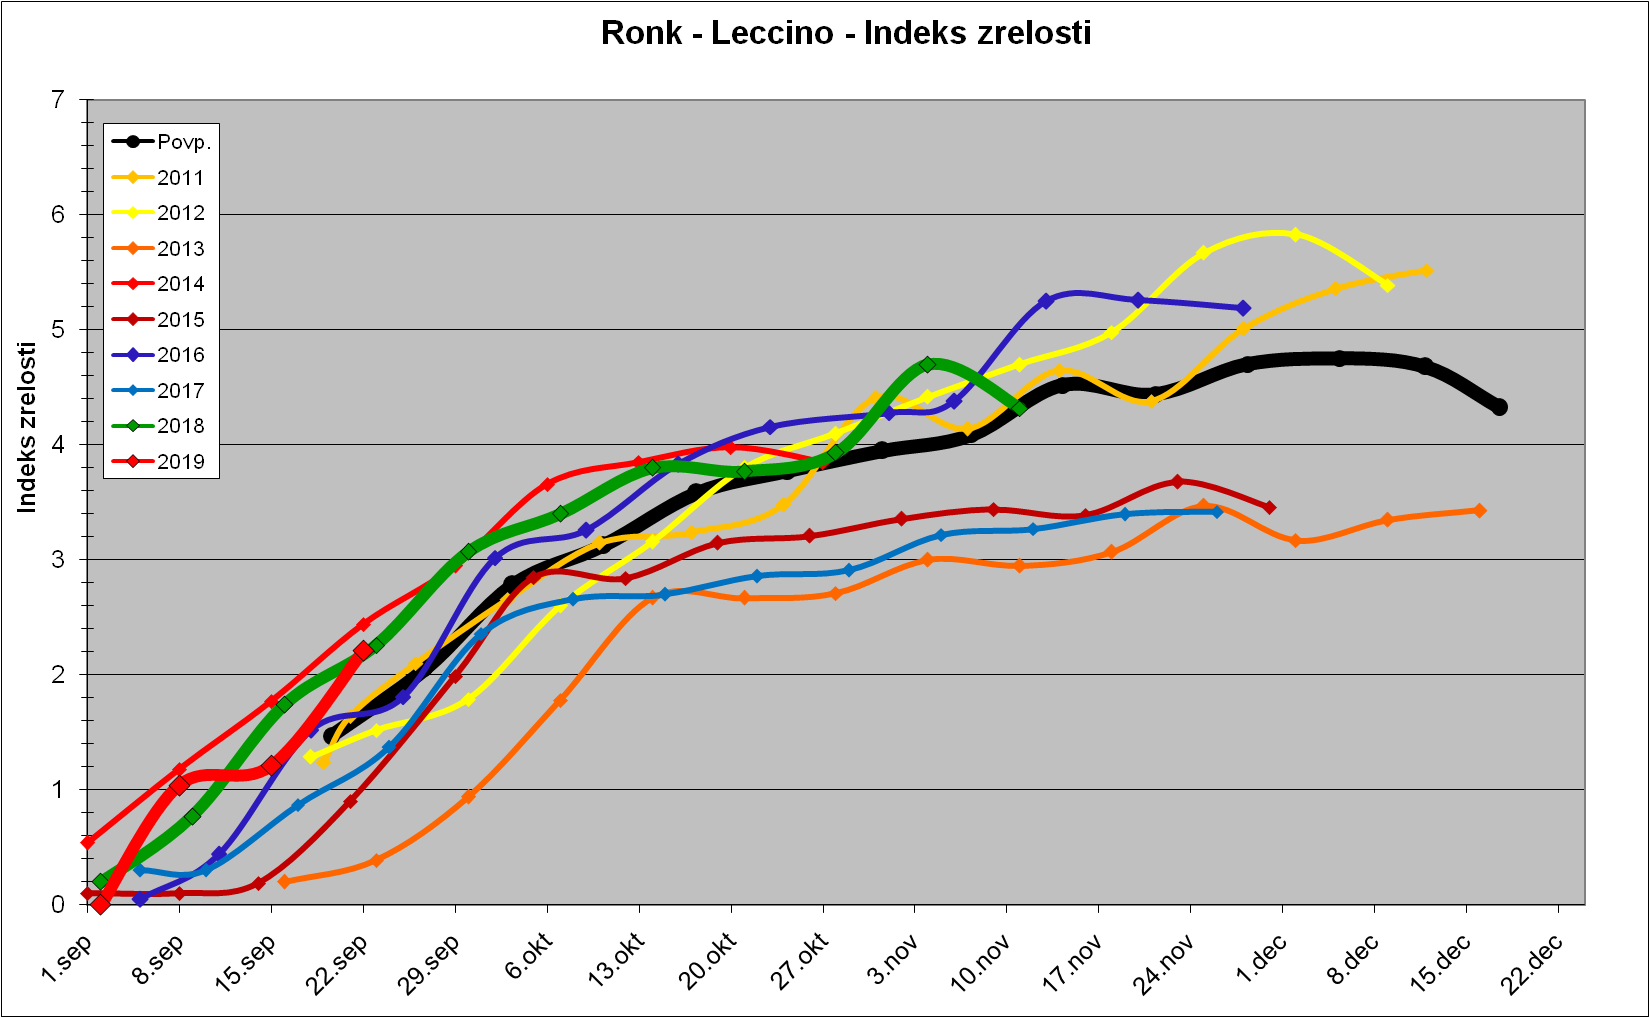 Ronk - Leccino - Indeks zrelosti
Indeks zrelosti
7
6
5
4
3
2
1
0
Povp.
2011
2012
2013
2014
2015
2016
2017
2018
2019
1.sep
8.sep
15.sep
22.sep
29.sep
6.okt
13.okt
20.okt
27.okt
3.nov
10.nov
17.nov
24.nov
1.dec
8.dec
15.dec
22.dec